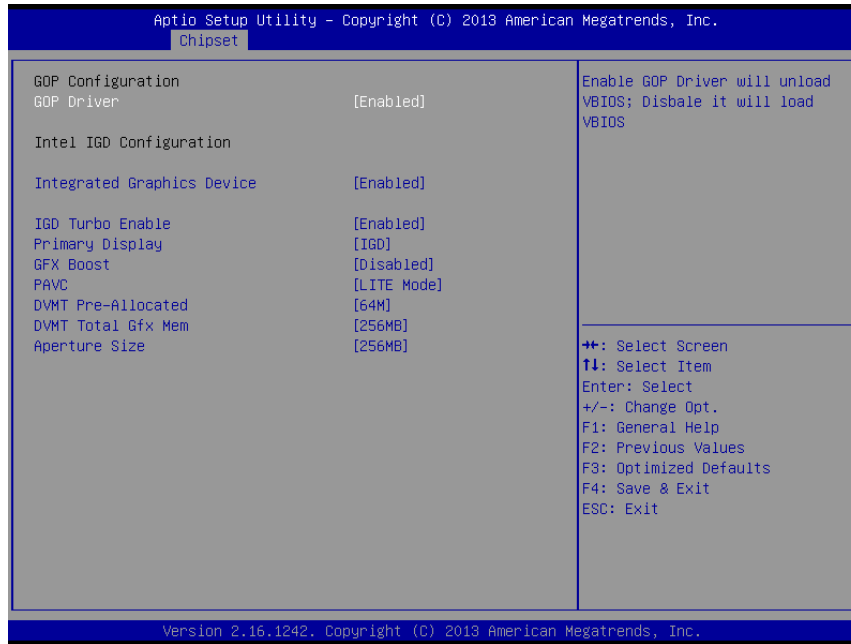 Aptio Setup Utility – Copyright (C) 2013 American Megatrends, Inc.
Chipset
GOP Configuration
GOP Driver [Enabled]
Intel IGD Configuration
Integrated Graphics Device [Enabled]
IGD Turbo Enable [Enabled]
Primary Display [IGD]
GFX Boost [Disabled]
PAVC [LITE Mode]
DVMT Pre-Allocated [64M]
DVMT Total Gfx Mem [256MB]
Aperture Size [256MB]
Enable GOP Driver will unload
VBIOS; Disbale it will load
VBIOS
→←: Select Screen
↑↓: Select Item
Enter: Select
+/-: Change Opt.
F1: General Help
F2: Previous Values
F3: Optimized Defaults
F4: Save & Exit
ESC: Exit
Version 2.16.1242. Copyright (C) 2013 American Megatrends, Inc.